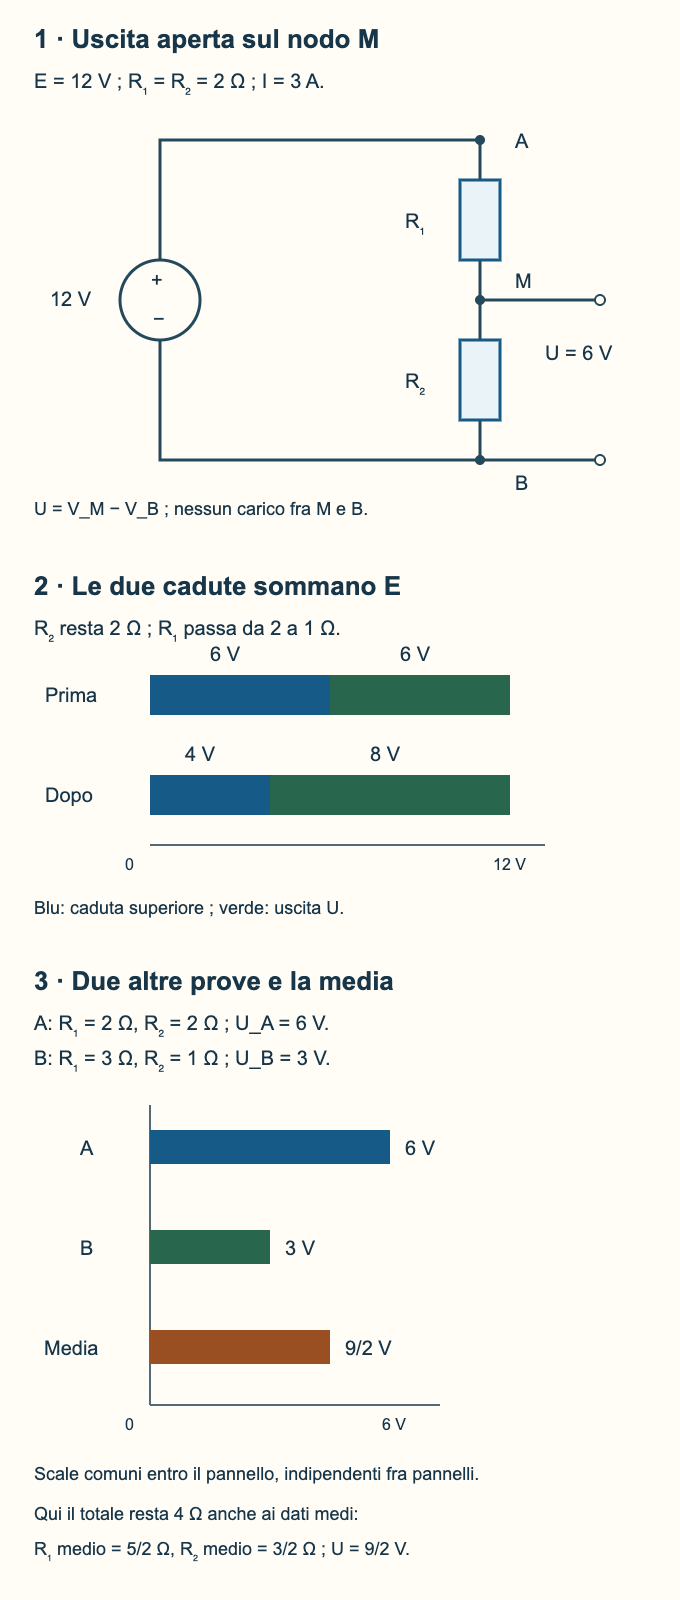 1 · Uscita aperta sul nodo M
E = 12 V ; R₁ = R₂ = 2 Ω ; I = 3 A.
A
R₁
+
12 V
−
M
U = 6 V
R₂
B
U = V_M − V_B ; nessun carico fra M e B.
2 · Le due cadute sommano E
R₂ resta 2 Ω ; R₁ passa da 2 a 1 Ω.
6 V 6 V
Prima
4 V 8 V
Dopo
0 12 V
Blu: caduta superiore ; verde: uscita U.
3 · Due altre prove e la media
A: R₁ = 2 Ω, R₂ = 2 Ω ; U_A = 6 V.
B: R₁ = 3 Ω, R₂ = 1 Ω ; U_B = 3 V.
A 6 V
B 3 V
Media 9/2 V
0 6 V
Scale comuni entro il pannello, indipendenti fra pannelli.
Qui il totale resta 4 Ω anche ai dati medi:
R₁ medio = 5/2 Ω, R₂ medio = 3/2 Ω ; U = 9/2 V.